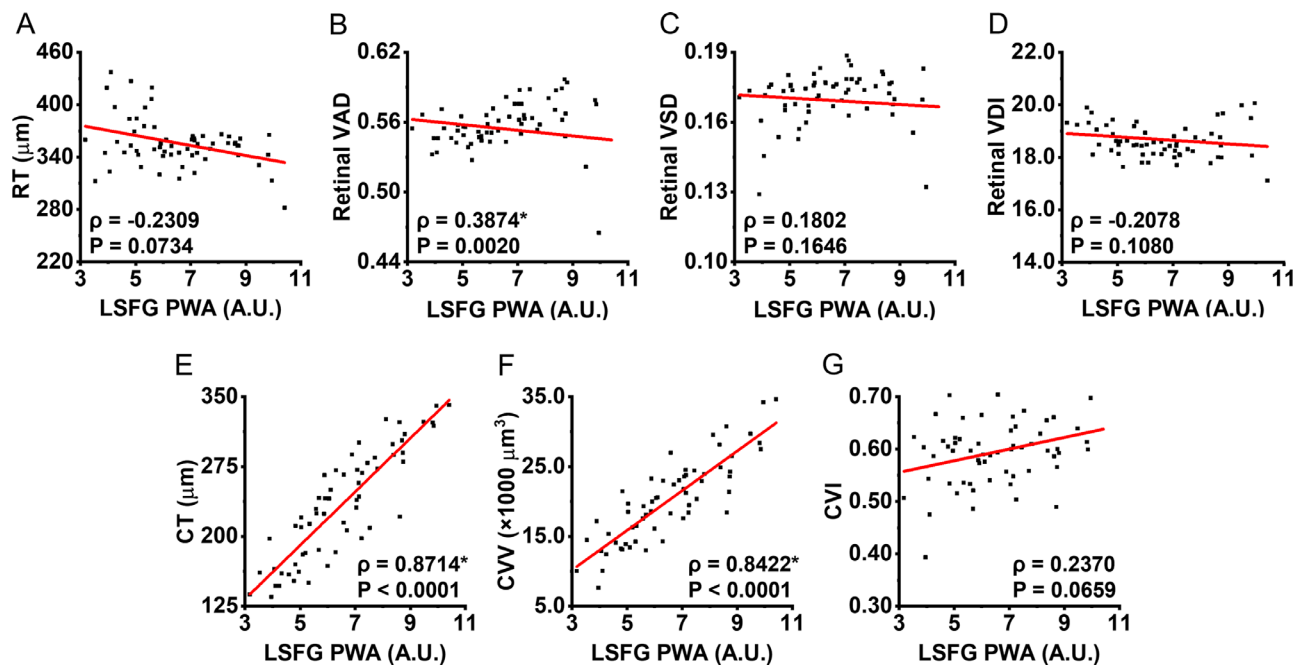 A
RT (μm)
460
400
340
280
220
ρ = -0.2309
P = 0.0734
3 5 7 9 11
LSFG PWA (A.U.)
B
Retinal VAD
0.62
0.56
0.50
0.44
ρ = 0.3874*
P = 0.0020
3 5 7 9 11
LSFG PWA (A.U.)
C
Retinal VSD
0.19
0.16
0.13
0.10
ρ = 0.1802
P = 0.1646
3 5 7 9 11
LSFG PWA (A.U.)
D
Retinal VDI
22.0
20.0
18.0
16.0
14.0
ρ = -0.2078
P = 0.1080
3 5 7 9 11
LSFG PWA (A.U.)
E
CT (μm)
350
275
200
125
ρ = 0.8714*
P < 0.0001
3 5 7 9 11
LSFG PWA (A.U.)
F
CVV (×1000 μm³)
35.0
25.0
15.0
5.0
ρ = 0.8422*
P < 0.0001
3 5 7 9 11
LSFG PWA (A.U.)
G
CVI
0.70
0.60
0.50
0.40
0.30
ρ = 0.2370
P = 0.0659
3 5 7 9 11
LSFG PWA (A.U.)